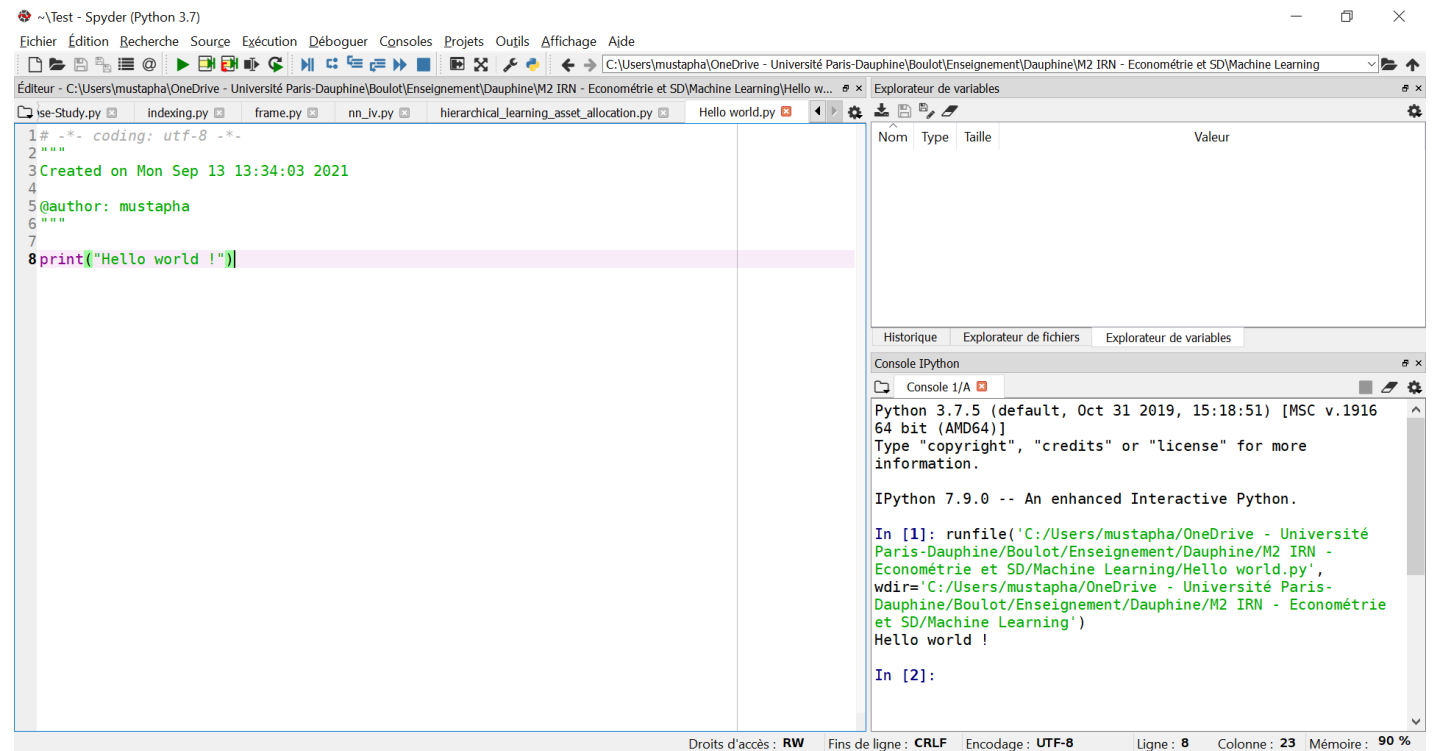 ~\Test - Spyder (Python 3.7)
Eichier Édition Recherche Source Exécution Déboguer Consoles Projets Outils Affichage Aide
C:\Users\mustapha\OneDrive - Université Paris-Dauphine\Boulot\Enseignement\Dauphine\M2 IRN - Econométrie et SD\Machine Learning
Éditeur - C:\Users\mustapha\OneDrive - Université Paris-Dauphine\Boulot\Enseignement\Dauphine\M2 IRN - Econométrie et SD\Machine Learning\Hello w...
ise-Study.py indexing.py frame.py nn_iv.py hierarchical_learning_asset_allocation.py Hello world.py
1 # -*- coding: utf-8 -*-
2 """
3 Created on Mon Sep 13 13:34:03 2021
4
5 @author: mustapha
6 """
7
8 print("Hello world !")
Explorateur de variables
Nom Type Taille Valeur
Historique Explorateur de fichiers Explorateur de variables
Console IPython
Console 1/A
Python 3.7.5 (default, Oct 31 2019, 15:18:51) [MSC v.1916
64 bit (AMD64)]
Type "copyright", "credits" or "license" for more
information.
IPython 7.9.0 -- An enhanced Interactive Python.
In [1]: runfile('C:/Users/mustapha/OneDrive - Université
Paris-Dauphine/Boulot/Enseignement/Dauphine/M2 IRN -
Econométrie et SD/Machine Learning/Hello world.py',
wdir='C:/Users/mustapha/OneDrive - Université Paris-
Dauphine/Boulot/Enseignement/Dauphine/M2 IRN - Econométrie
et SD/Machine Learning')
Hello world !
In [2]:
Droits d'accès : RW Fins de ligne : CRLF Encodage : UTF-8 Ligne : 8 Colonne : 23 Mémoire : 90 %